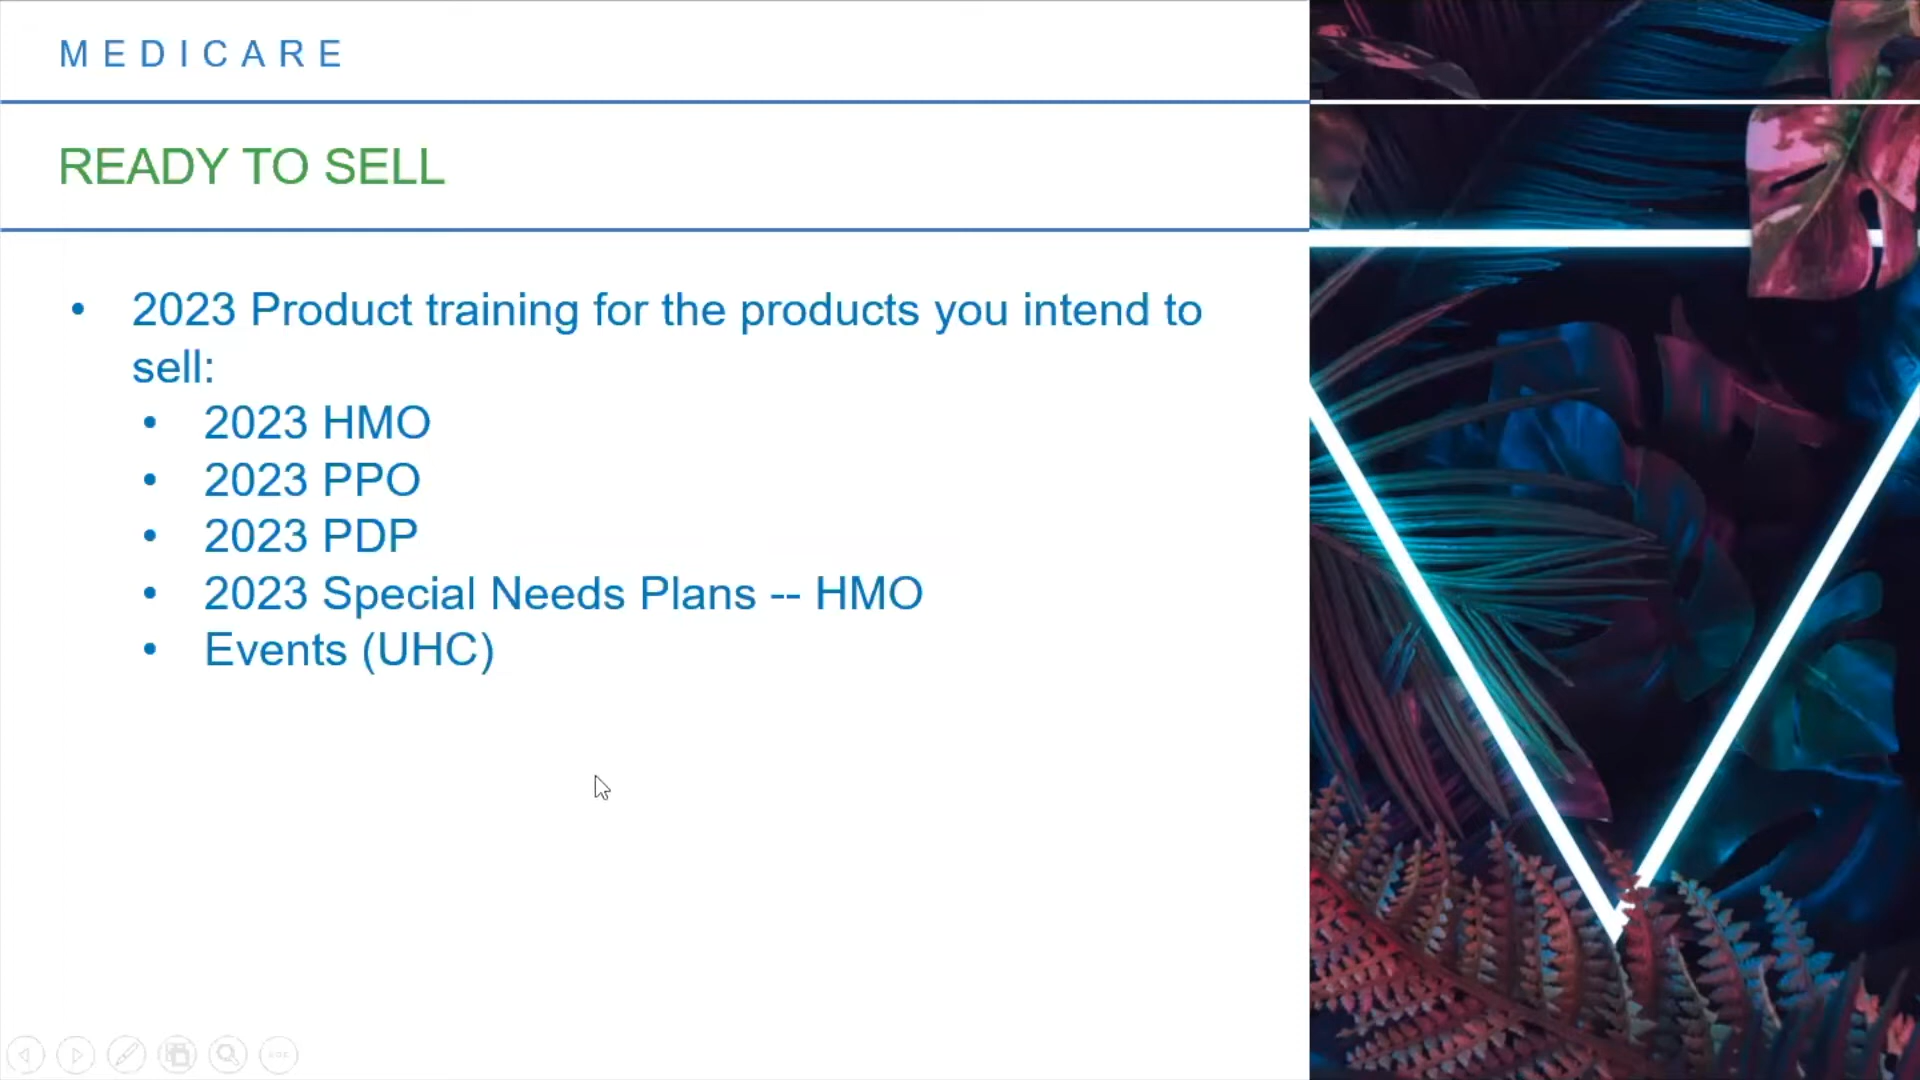 MEDICARE
READY TO SELL
• 2023 Product training for the products you intend to
sell:
• 2023 HMO
• 2023 PPO
• 2023 PDP
• 2023 Special Needs Plans -- HMO
• Events (UHC)